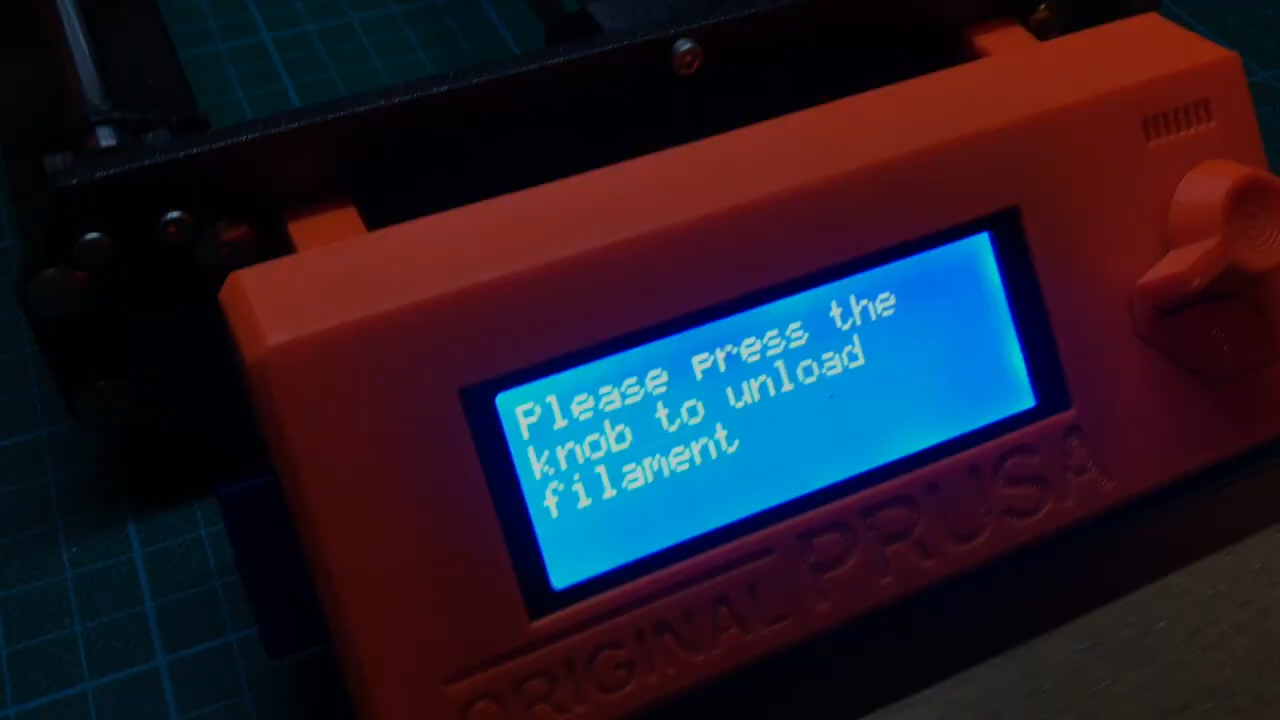 Please press the
knob to unload
filament
ORIGINAL PRUSA